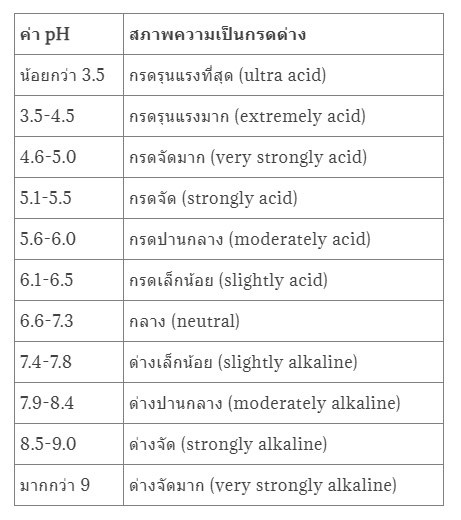 ค่า pH สภาพความเป็นกรดด่าง
น้อยกว่า 3.5 กรดรุนแรงที่สุด (ultra acid)
3.5-4.5 กรดรุนแรงมาก (extremely acid)
4.6-5.0 กรดจัดมาก (very strongly acid)
5.1-5.5 กรดจัด (strongly acid)
5.6-6.0 กรดปานกลาง (moderately acid)
6.1-6.5 กรดเล็กน้อย (slightly acid)
6.6-7.3 กลาง (neutral)
7.4-7.8 ด่างเล็กน้อย (slightly alkaline)
7.9-8.4 ด่างปานกลาง (moderately alkaline)
8.5-9.0 ด่างจัด (strongly alkaline)
มากกว่า 9 ด่างจัดมาก (very strongly alkaline)